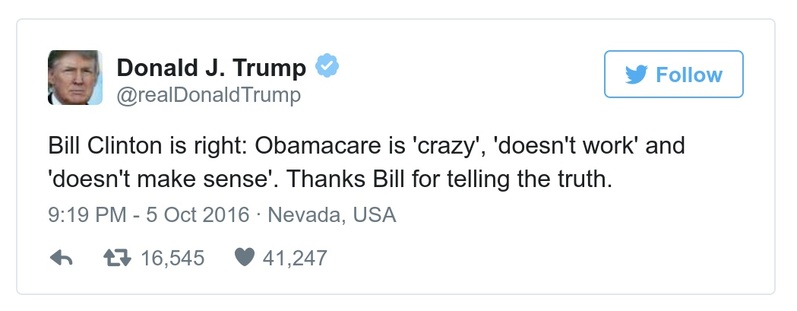 Donald J. Trump
Follow
@realDonaldTrump
Bill Clinton is right: Obamacare is 'crazy', 'doesn't work' and
'doesn't make sense'. Thanks Bill for telling the truth.
9:19 PM - 5 Oct 2016 · Nevada, USA
16,545 41,247